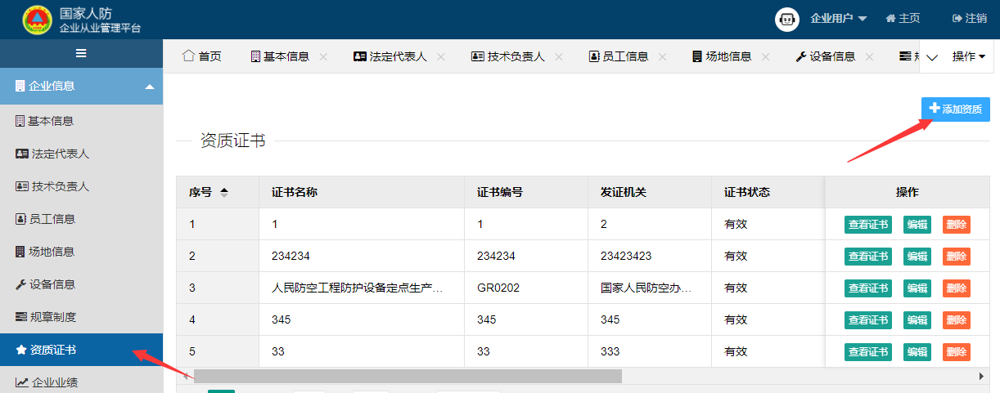 国家人防
企业从业管理平台
企业用户 主页 注销
首页 基本信息 法定代表人 技术负责人 员工信息 场地信息 设备信息 操作
企业信息
基本信息
法定代表人
技术负责人
员工信息
场地信息
设备信息
规章制度
资质证书
企业业绩
添加资质
资质证书
序号 证书名称 证书编号 发证机关 证书状态 操作
1 1 1 2 有效 查看证书 编辑 删除
2 234234 234234 23423423 有效 查看证书 编辑 删除
3 人民防空工程防护设备定点生产... GR0202 国家人民防空办... 有效 查看证书 编辑 删除
4 345 345 345 有效 查看证书 编辑 删除
5 33 33 333 有效 查看证书 编辑 删除